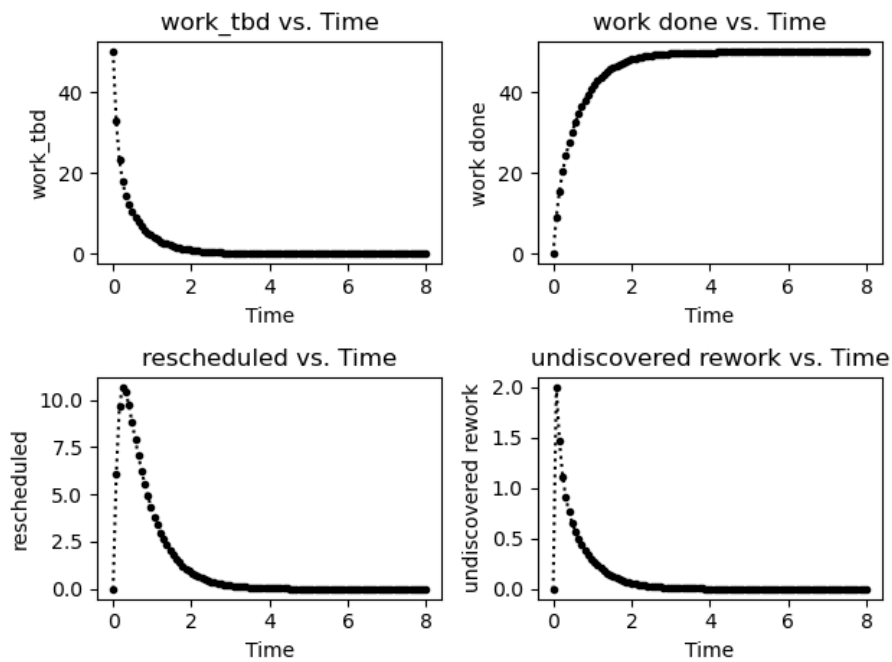 work_tbd vs. Time
work_tbd
40
20
0
0 2 4 6 8
Time
work done vs. Time
work done
40
20
0
0 2 4 6 8
Time
rescheduled vs. Time
rescheduled
10.0
7.5
5.0
2.5
0.0
0 2 4 6 8
Time
undiscovered rework vs. Time
undiscovered rework
2.0
1.5
1.0
0.5
0.0
0 2 4 6 8
Time